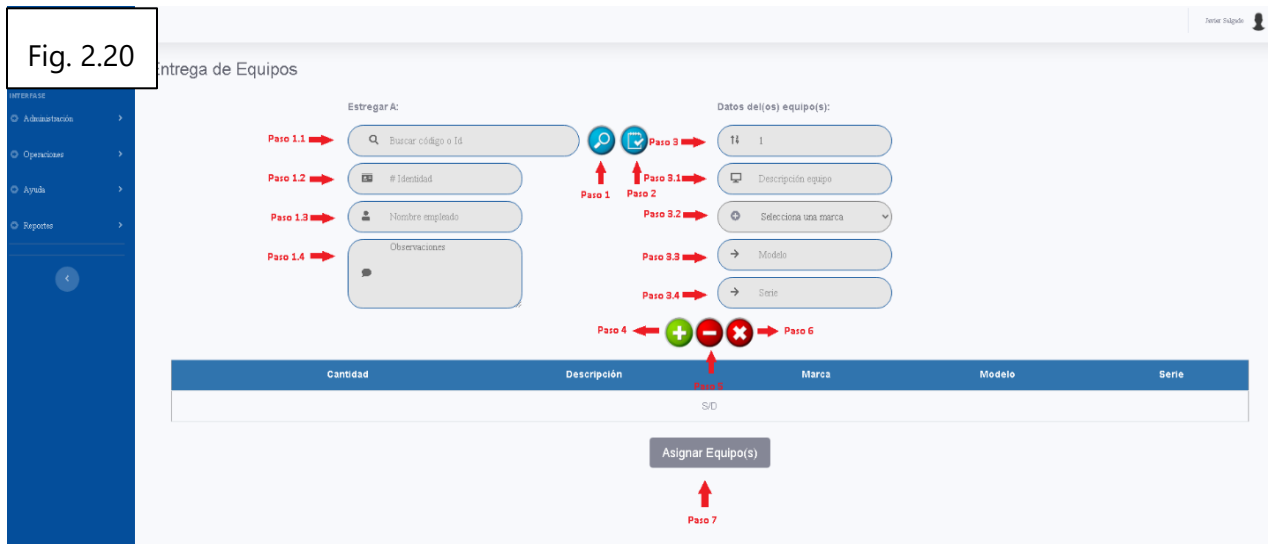 Fig. 2.20
Javier Salgado
Entrega de Equipos
INTERFASE
Administración
Operaciones
Ayuda
Reportes
Estregar A:
Datos del(os) equipo(s):
Paso 1.1
Buscar código o Id
Paso 3
1
Paso 1.2
# Identidad
Paso 1
Paso 2
Paso 3.1
Descripción equipo
Paso 1.3
Nombre empleado
Paso 3.2
Selecciona una marca
Paso 1.4
Observaciones
Paso 3.3
Modelo
Paso 3.4
Serie
Paso 4
Paso 6
Cantidad Descripción Marca Modelo Serie
Paso 5
S/D
Asignar Equipo(s)
Paso 7